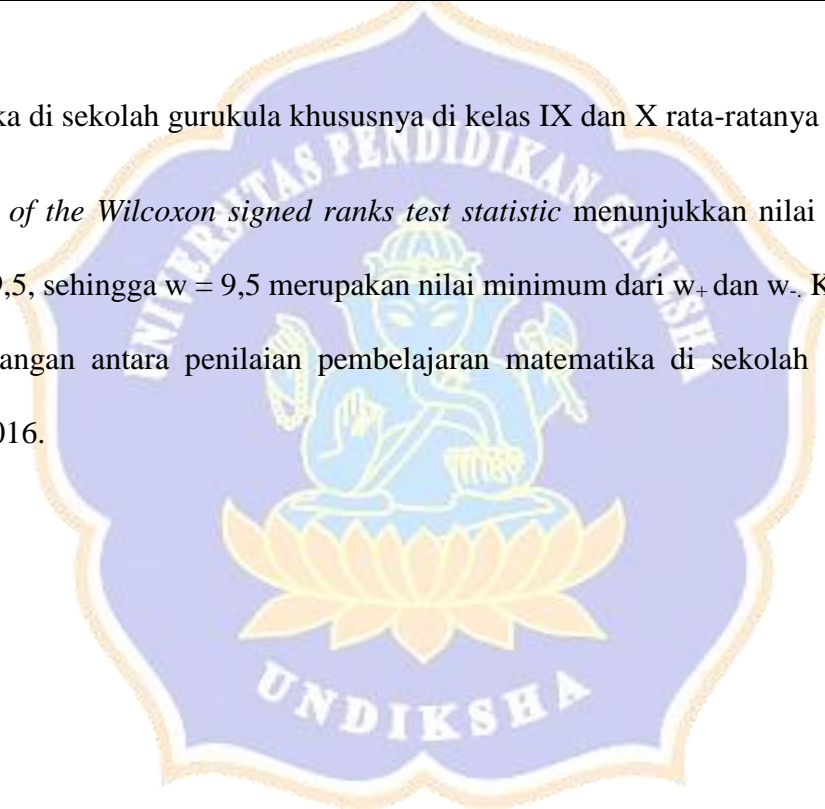 ka di sekolah gurukula khususnya di kelas IX dan X rata-ratanya
of the Wilcoxon signed ranks test statistic menunjukkan nilai
9,5, sehingga w = 9,5 merupakan nilai minimum dari w+ dan w-. K
angan antara penilaian pembelajaran matematika di sekolah
016.
UNIVERSITAS PENDIDIKAN GANESHA
UNDIKSHA